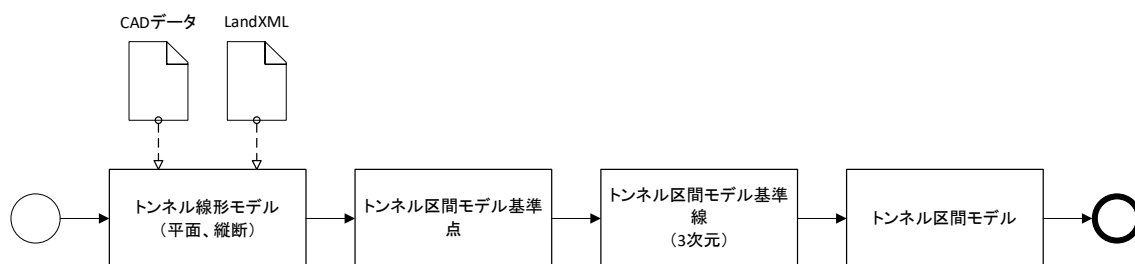 CADデータ
LandXML
トンネル線形モデル
（平面、縦断）
トンネル区間モデル基準
点
トンネル区間モデル基準
線
（3次元）
トンネル区間モデル